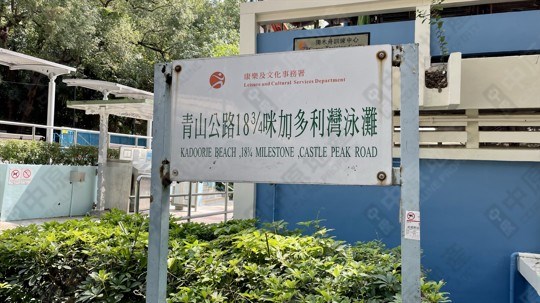 康樂及文化事務署
Leisure and Cultural Services Department
青山公路18¾咪加多利灣泳灘
KADOORIE BEACH ,18¾ MILESTONE ,CASTLE PEAK ROAD